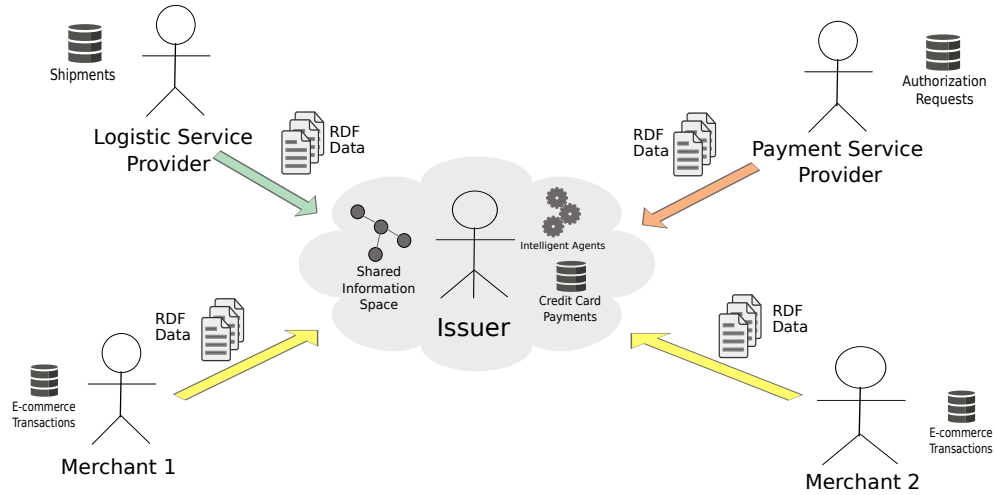 Shipments
Logistic Service
Provider
RDF
Data
RDF
Data
Authorization
Requests
Payment Service
Provider
Shared
Information
Space
Issuer
Intelligent Agents
Credit Card
Payments
RDF
Data
E-commerce
Transactions
Merchant 1
RDF
Data
E-commerce
Transactions
Merchant 2